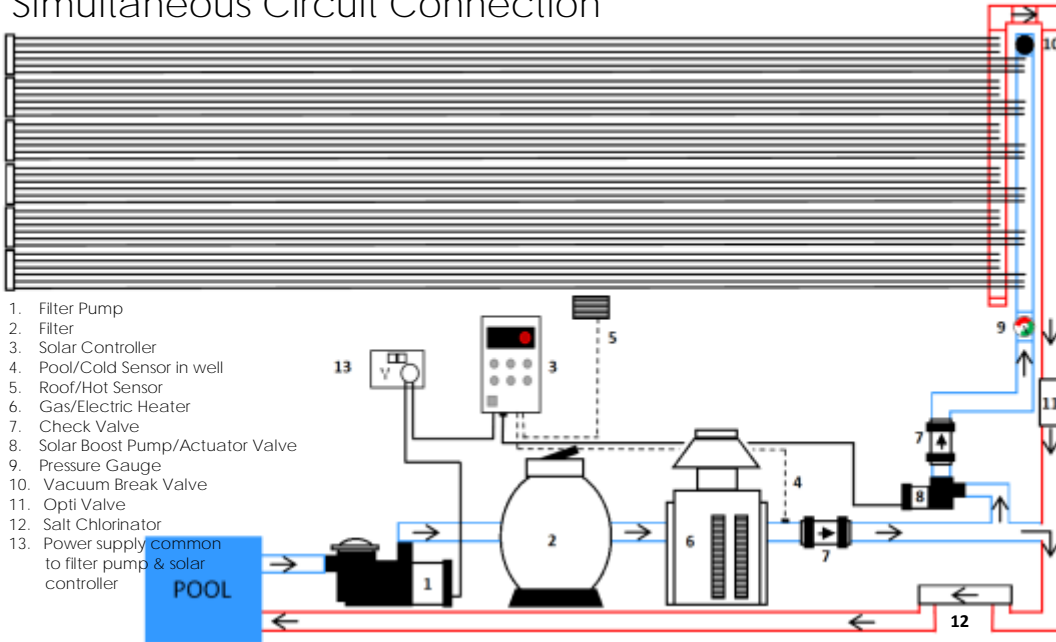 Simultaneous Circuit Connection
10
1. Filter Pump
2. Filter
3. Solar Controller
4. Pool/Cold Sensor in well
5. Roof/Hot Sensor
6. Gas/Electric Heater
7. Check Valve
8. Solar Boost Pump/Actuator Valve
9. Pressure Gauge
10. Vacuum Break Valve
11. Opti Valve
12. Salt Chlorinator
13. Power supply common
to filter pump & solar
controller
9
5
13
3
11
7
4
8
2
6
7
1
POOL
12